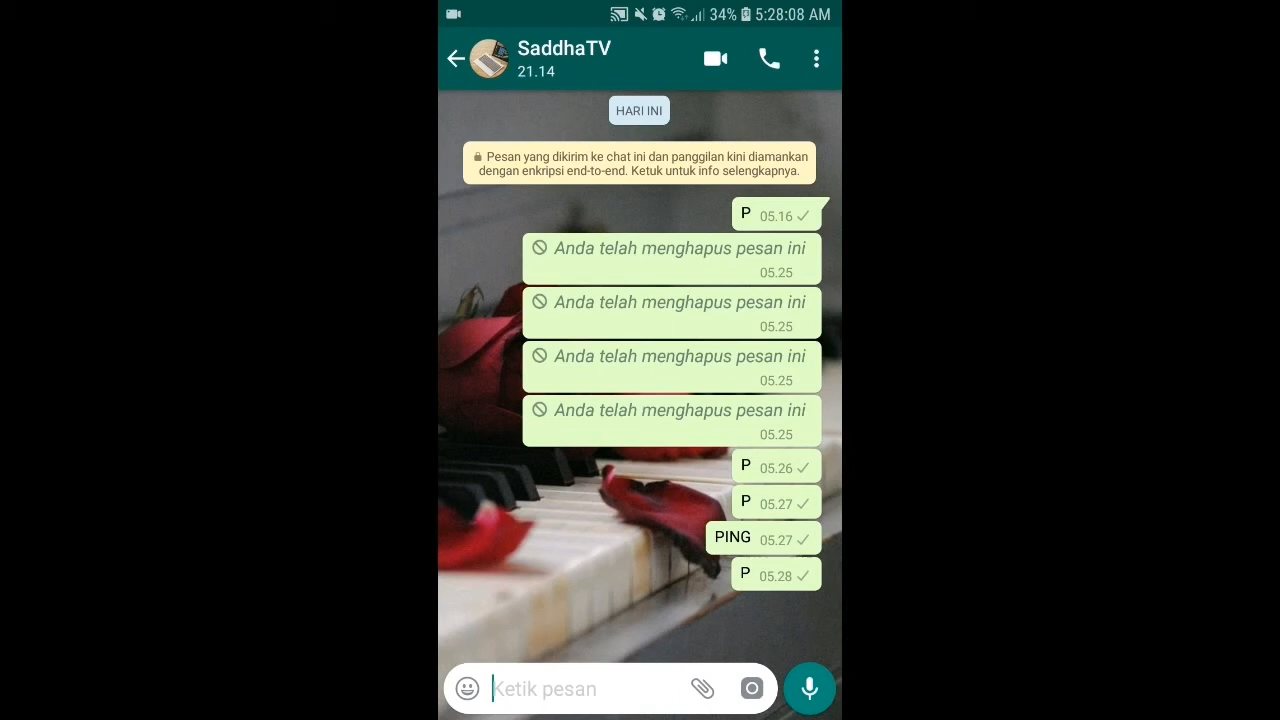 34% 5:28:08 AM
SaddhaTV
21.14
HARI INI
Pesan yang dikirim ke chat ini dan panggilan kini diamankan
dengan enkripsi end-to-end. Ketuk untuk info selengkapnya.
P 05.16
Anda telah menghapus pesan ini
05.25
Anda telah menghapus pesan ini
05.25
Anda telah menghapus pesan ini
05.25
Anda telah menghapus pesan ini
05.25
P 05.26
P 05.27
PING 05.27
P 05.28
Ketik pesan